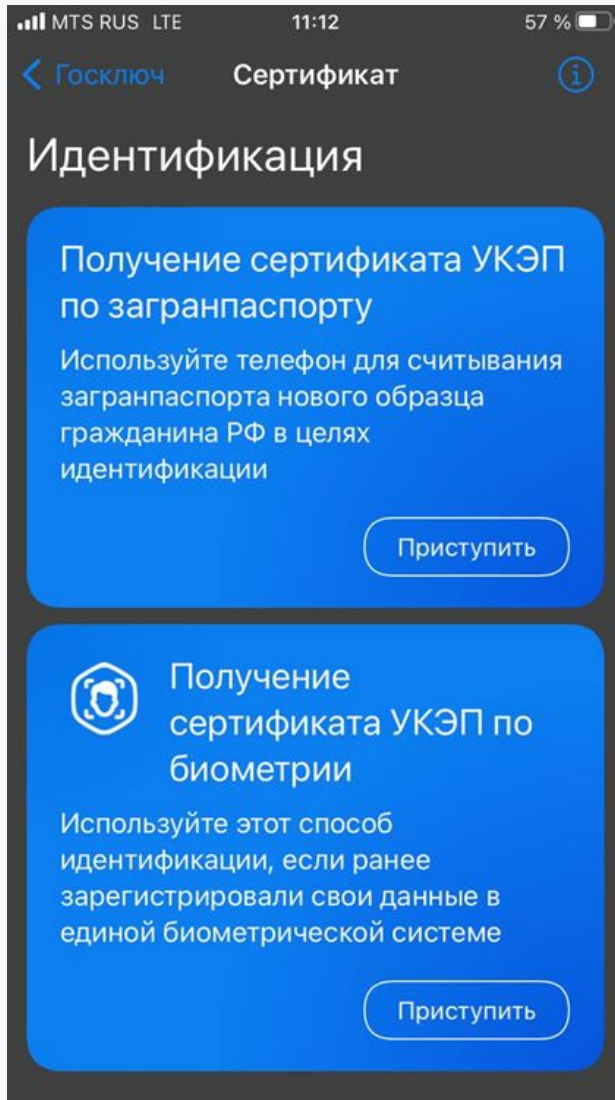 MTS RUS LTE 11:12 57 %
Госключ Сертификат
Идентификация
Получение сертификата УКЭП
по загранпаспорту
Используйте телефон для считывания
загранпаспорта нового образца
гражданина РФ в целях
идентификации
Приступить
Получение
сертификата УКЭП по
биометрии
Используйте этот способ
идентификации, если ранее
зарегистрировали свои данные в
единой биометрической системе
Приступить